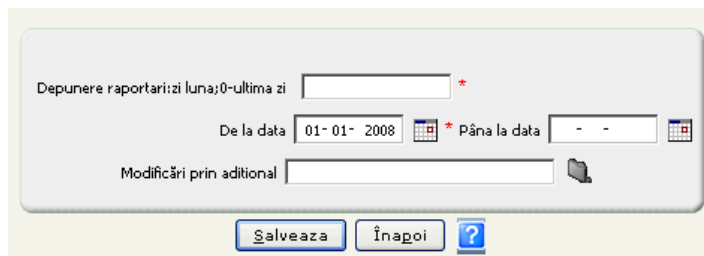 Depunere raportari:zi luna;0-ultima zi *
De la data 01-01- 2008 * Pâna la data - -
Modificări prin aditional
Salveaza Înapoi ?